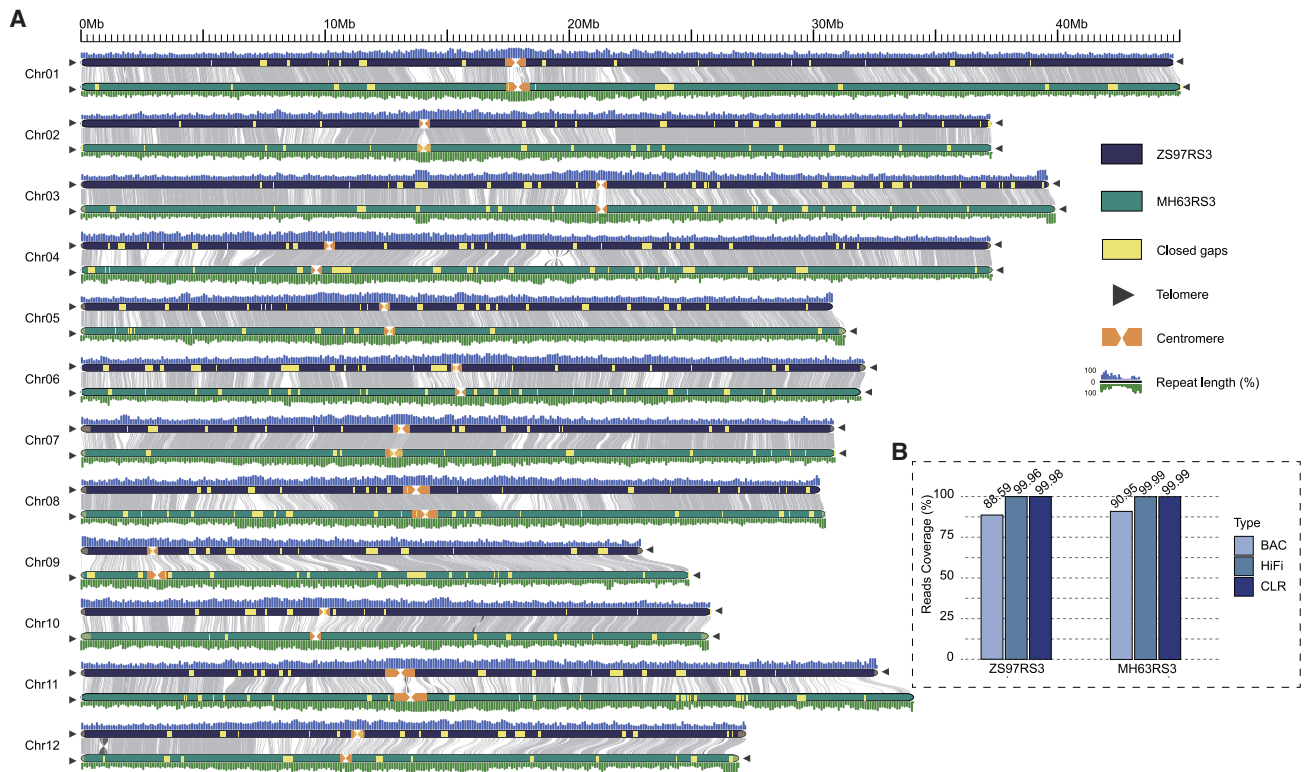 A
0Mb 10Mb 20Mb 30Mb 40Mb
Chr01
Chr02
Chr03
Chr04
Chr05
Chr06
Chr07
Chr08
Chr09
Chr10
Chr11
Chr12
ZS97RS3
MH63RS3
Closed gaps
Telomere
Centromere
100
0
100
Repeat length (%)
B
Reads Coverage (%)
100
75
50
25
0
88.59 99.96 99.98
90.95 99.99 99.99
ZS97RS3 MH63RS3
Type
BAC
HiFi
CLR